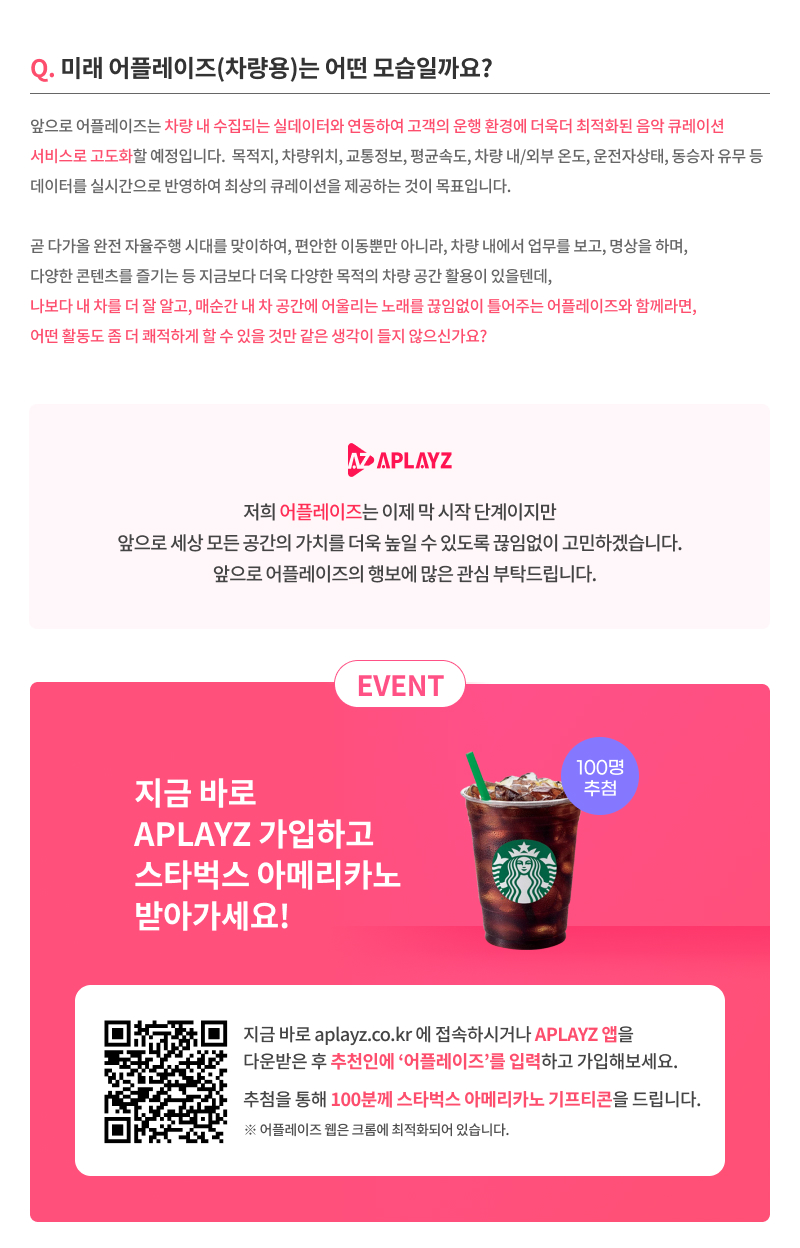 Q. 미래 어플레이즈(차량용)는 어떤 모습일까요?
앞으로 어플레이즈는 차량 내 수집되는 실데이터와 연동하여 고객의 운행 환경에 더욱더 최적화된 음악 큐레이션
서비스로 고도화할 예정입니다. 목적지, 차량위치, 교통정보, 평균속도, 차량 내/외부 온도, 운전자상태, 동승자 유무 등
데이터를 실시간으로 반영하여 최상의 큐레이션을 제공하는 것이 목표입니다.
곧 다가올 완전 자율주행 시대를 맞이하여, 편안한 이동뿐만 아니라, 차량 내에서 업무를 보고, 명상을 하며,
다양한 콘텐츠를 즐기는 등 지금보다 더욱 다양한 목적의 차량 공간 활용이 있을텐데,
나보다 내 차를 더 잘 알고, 매순간 내 차 공간에 어울리는 노래를 끊임없이 틀어주는 어플레이즈와 함께라면,
어떤 활동도 좀 더 쾌적하게 할 수 있을 것만 같은 생각이 들지 않으신가요?
AZ APLAYZ
저희 어플레이즈는 이제 막 시작 단계이지만
앞으로 세상 모든 공간의 가치를 더욱 높일 수 있도록 끊임없이 고민하겠습니다.
앞으로 어플레이즈의 행보에 많은 관심 부탁드립니다.
EVENT
지금 바로
APLAYZ 가입하고
스타벅스 아메리카노
받아가세요!
100명
추첨
지금 바로 aplayz.co.kr 에 접속하시거나 APLAYZ 앱을
다운받은 후 추천인에 ‘어플레이즈’를 입력하고 가입해보세요.
추첨을 통해 100분께 스타벅스 아메리카노 기프티콘을 드립니다.
※ 어플레이즈 웹은 크롬에 최적화되어 있습니다.